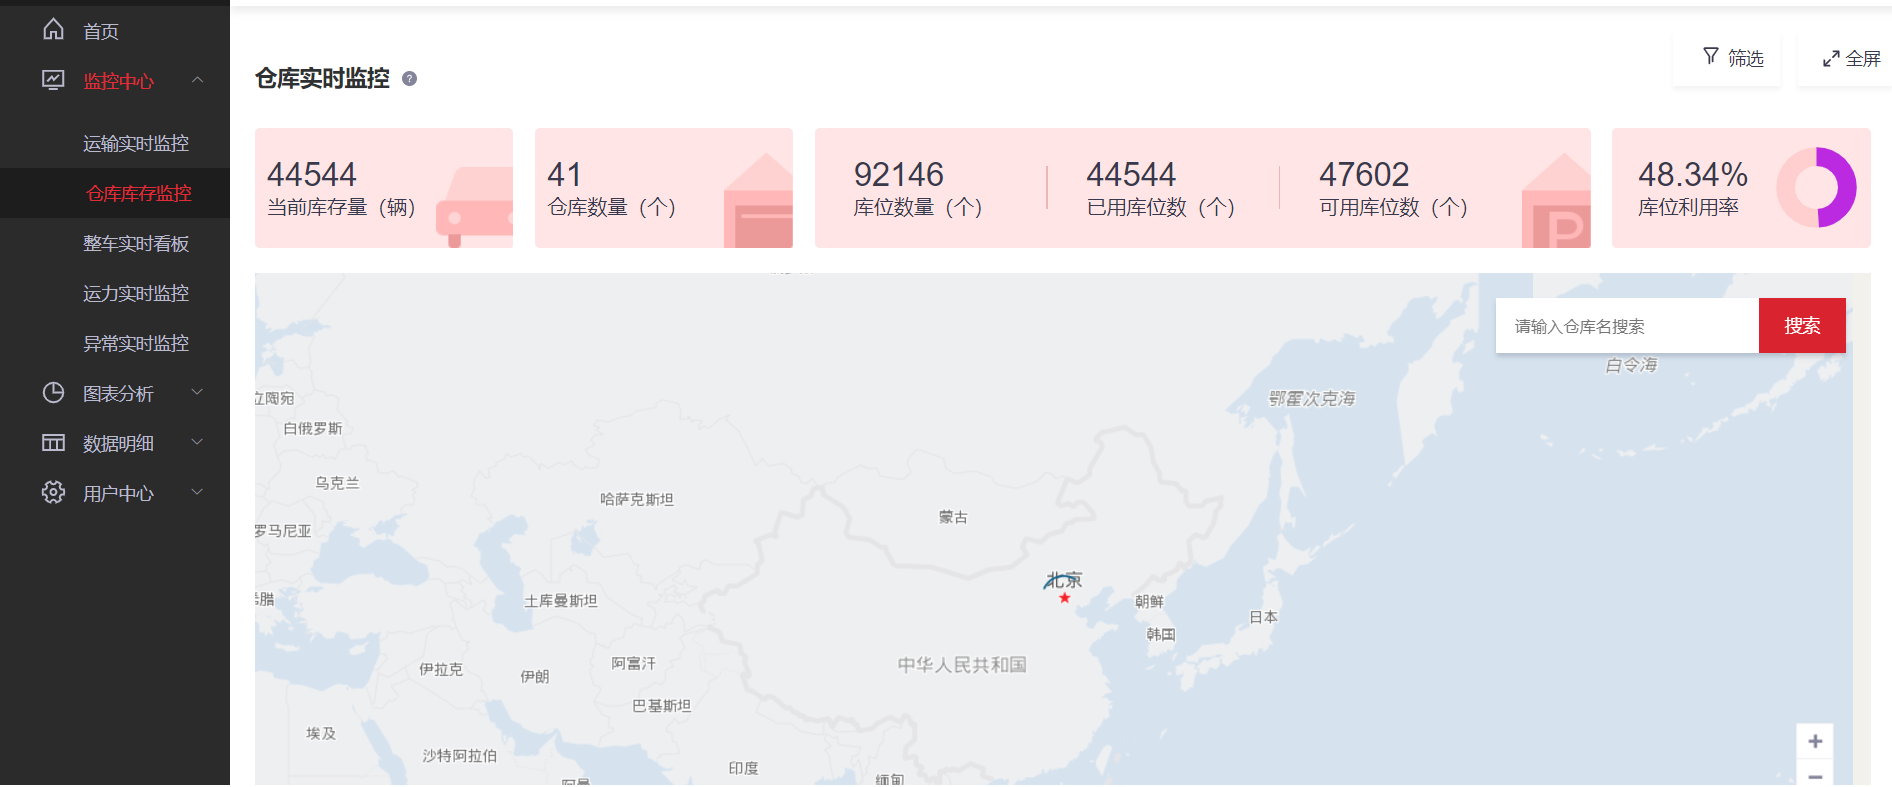 首页
监控中心
运输实时监控
仓库库存监控
整车实时看板
运力实时监控
异常实时监控
图表分析
数据明细
用户中心
仓库实时监控 ?
筛选
全屏
44544
当前库存量（辆）
41
仓库数量（个）
92146
库位数量（个）
44544
已用库位数（个）
47602
可用库位数（个）
P
48.34%
库位利用率
请输入仓库名搜索
搜索
白令海
鄂霍次克海
立陶宛
白俄罗斯
乌克兰
哈萨克斯坦
蒙古
罗马尼亚
北京
希腊
土库曼斯坦
朝鲜
日本
韩国
中华人民共和国
伊拉克
伊朗
阿富汗
巴基斯坦
埃及
沙特阿拉伯
印度
缅甸
阿曼
+
−